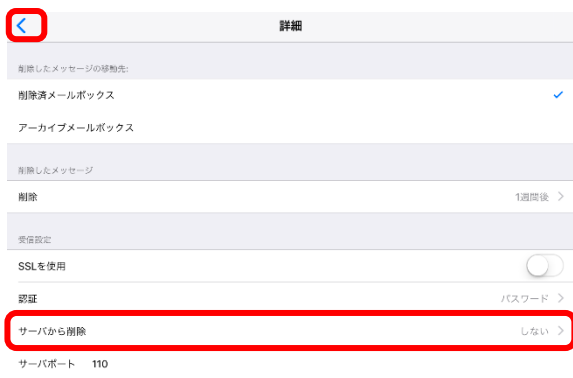 詳細
削除したメッセージの移動先:
削除済メールボックス
アーカイブメールボックス
削除したメッセージ
削除 1週間後
受信設定
SSLを使用
認証 パスワード
サーバから削除 しない
サーバポート 110